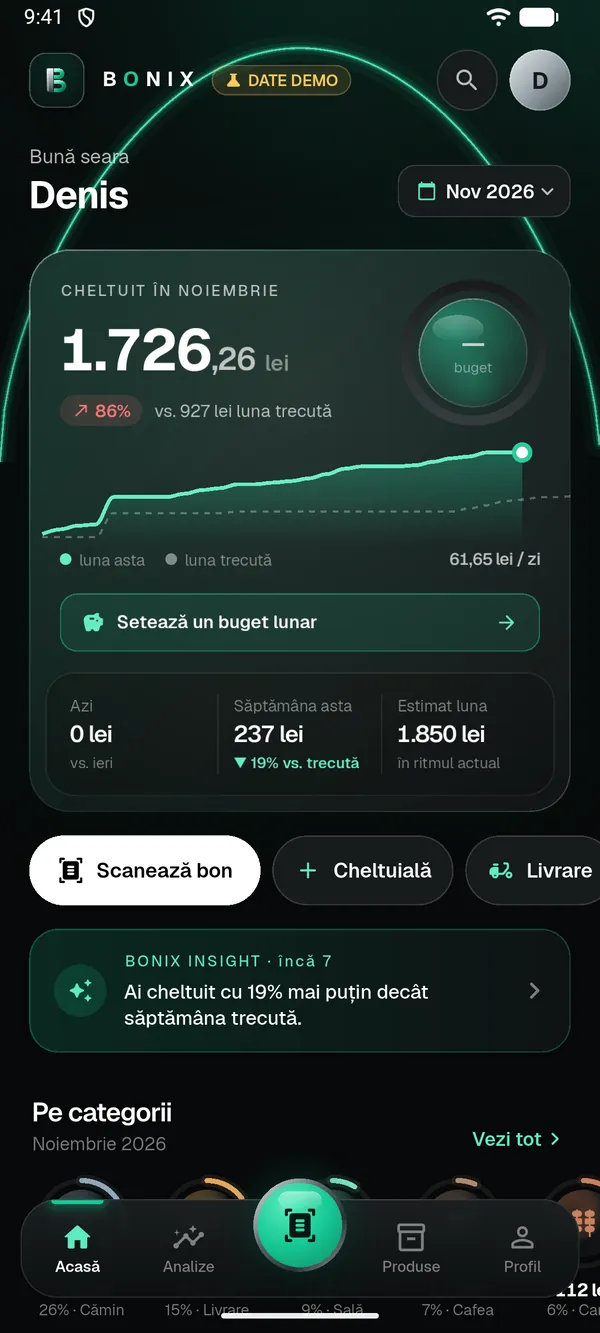 9:41
BONIX
DATE DEMO
D
Bună seara
Denis
Nov 2026
CHELTUIT ÎN NOIEMBRIE
1.726,26 lei
buget
86% vs. 927 lei luna trecută
luna asta luna trecută 61,65 lei / zi
Setează un buget lunar
Azi Săptămâna asta Estimat luna
0 lei 237 lei 1.850 lei
vs. ieri ▼ 19% vs. trecută în ritmul actual
Scanează bon + Cheltuială Livrare
BONIX INSIGHT · încă 7
Ai cheltuit cu 19% mai puțin decât
săptămâna trecută.
Pe categorii
Noiembrie 2026
Vezi tot
Acasă Analize Produse Profil
26% · Cămin 15% · Livrare 9% · Sală 7% · Cafea